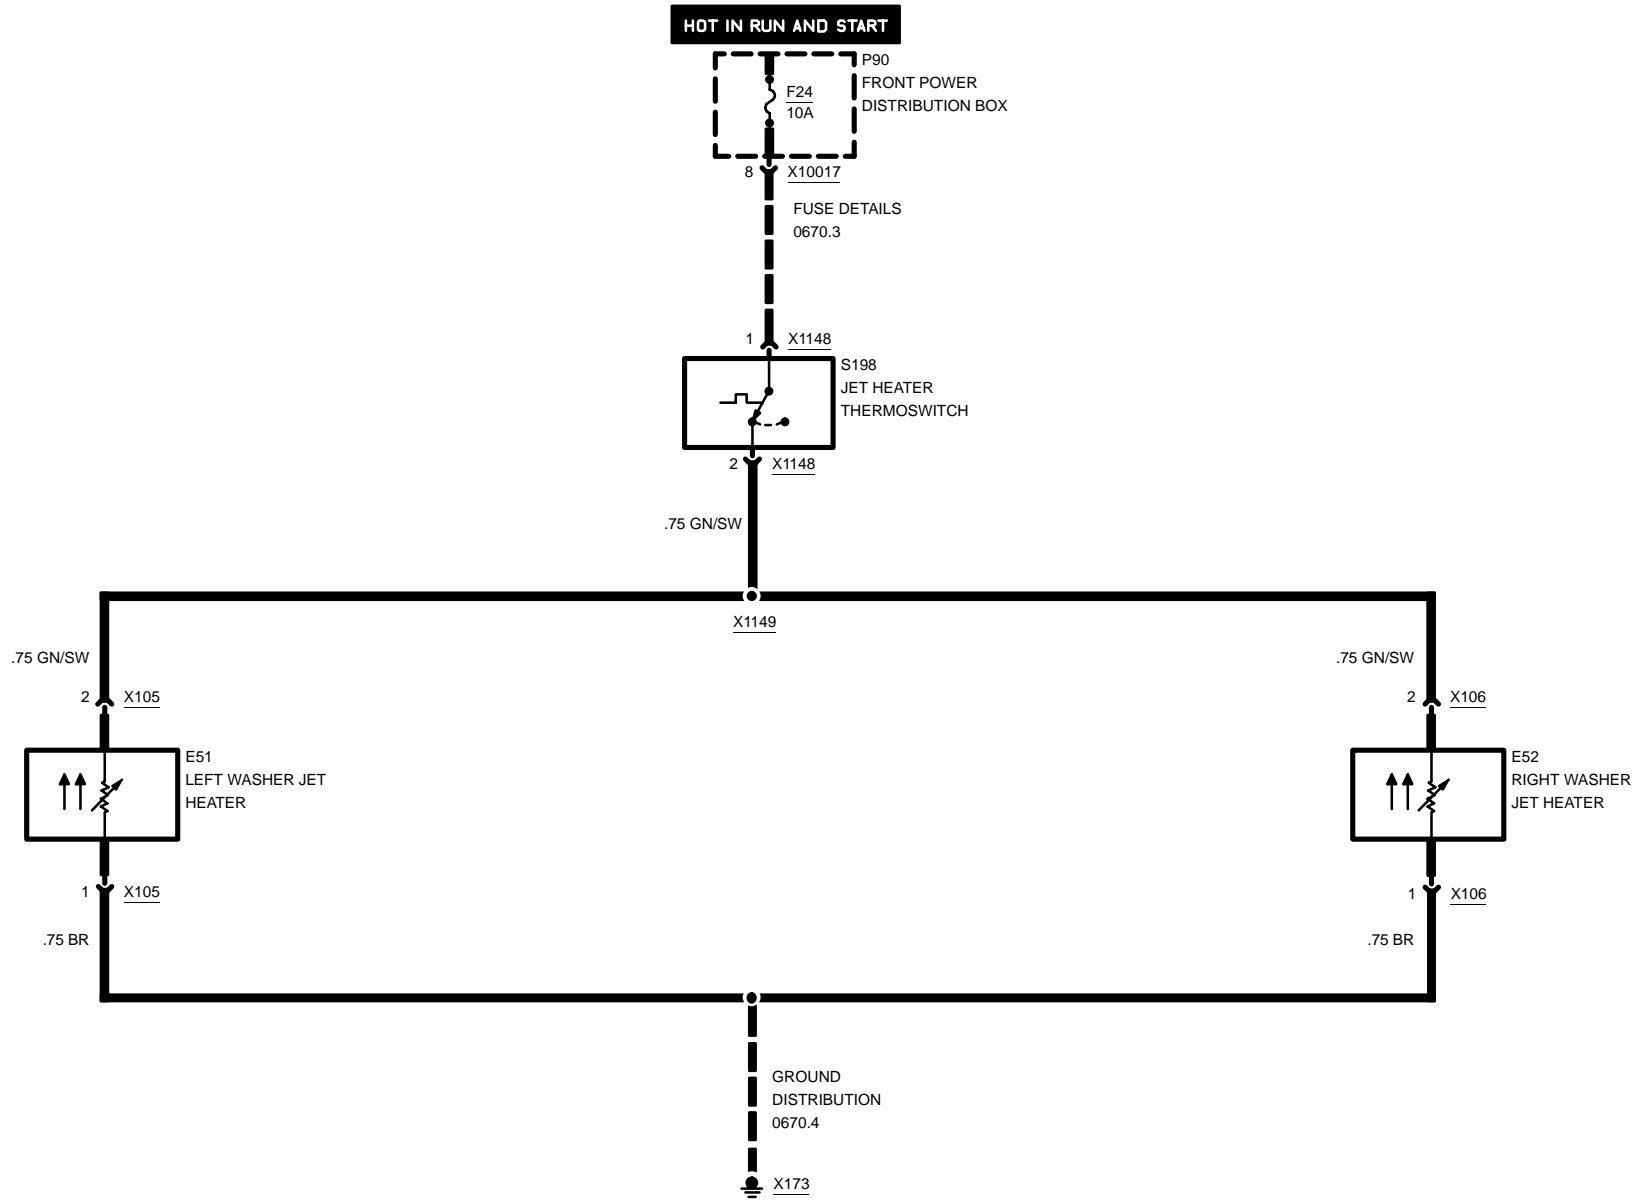 HOT IN RUN AND START
P90
FRONT POWER
DISTRIBUTION BOX
F24
10A
8 X10017
FUSE DETAILS
0670.3
1 X1148
S198
JET HEATER
THERMOSWITCH
2 X1148
.75 GN/SW
X1149
.75 GN/SW
.75 GN/SW
2 X105
2 X106
E51
LEFT WASHER JET
HEATER
E52
RIGHT WASHER
JET HEATER
1 X105
1 X106
.75 BR
.75 BR
GROUND
DISTRIBUTION
0670.4
X173